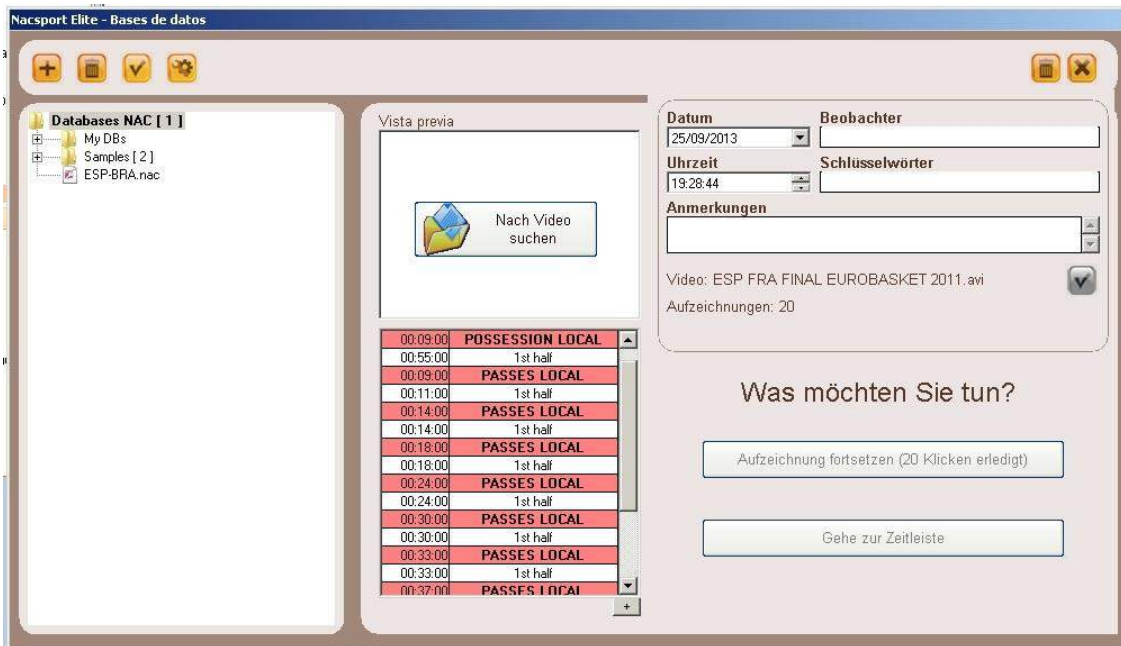 Nacsport Elite - Bases de datos
Databases NAC [ 1 ]
My DBs
Samples [ 2 ]
ESP-BRA.nac
Vista previa
Nach Video
suchen
00:09:00 POSSESSION LOCAL
00:55:00 1st half
00:09:00 PASSES LOCAL
00:11:00 1st half
00:14:00 PASSES LOCAL
00:14:00 1st half
00:18:00 PASSES LOCAL
00:18:00 1st half
00:24:00 PASSES LOCAL
00:24:00 1st half
00:30:00 PASSES LOCAL
00:30:00 1st half
00:33:00 PASSES LOCAL
00:33:00 1st half
00:37:00 PASSES LOCAL
+
Datum Beobachter
25/09/2013
Uhrzeit Schlüsselwörter
19:28:44
Anmerkungen
Video: ESP FRA FINAL EUROBASKET 2011.avi
Aufzeichnungen: 20
Was möchten Sie tun?
Aufzeichnung fortsetzen (20 Klicken erledigt)
Gehe zur Zeitleiste